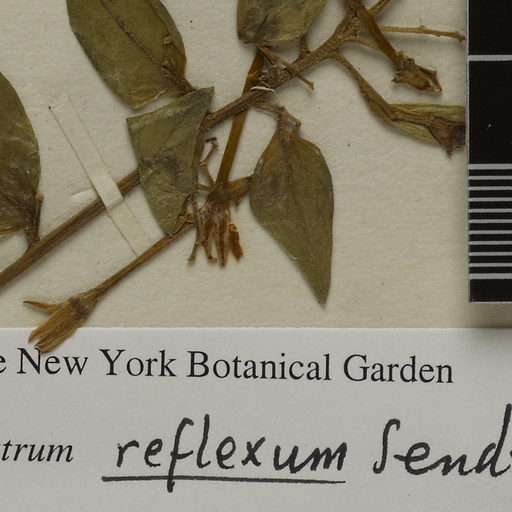 e New York Botanical Garden
trum reflexum Send